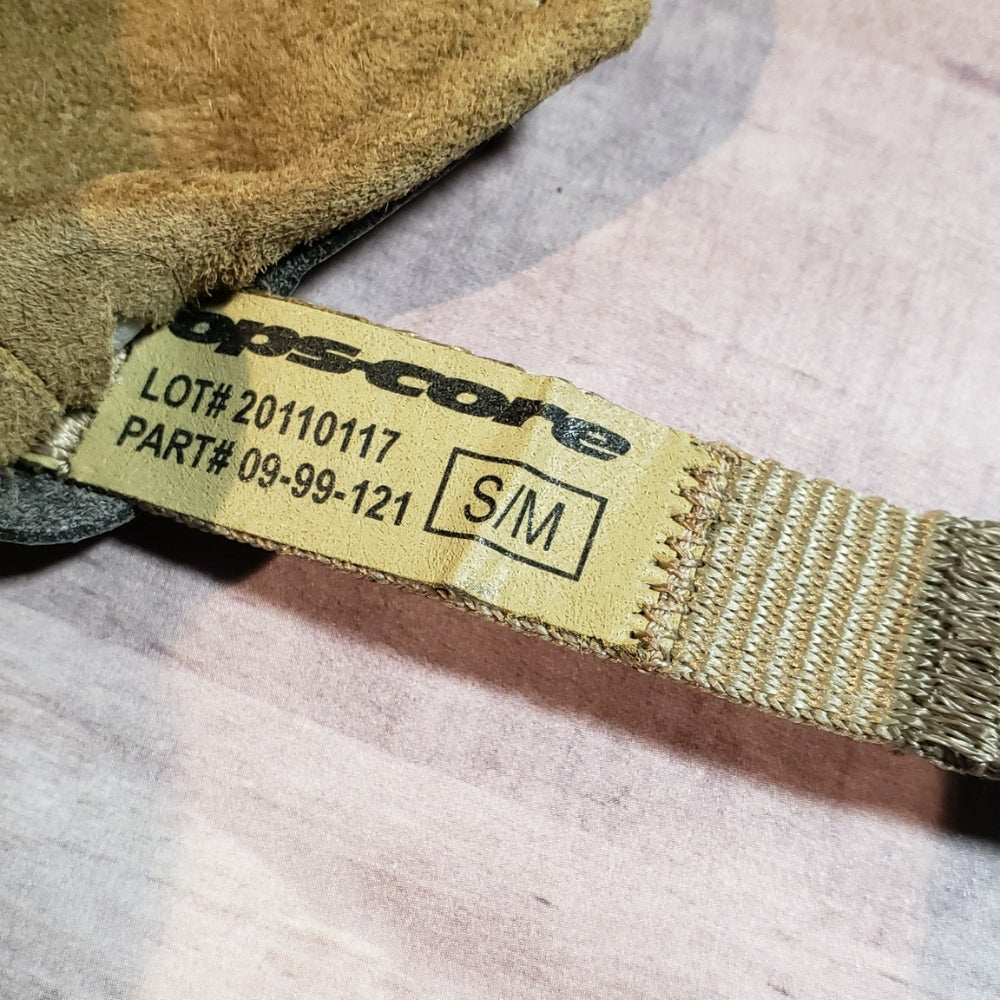 ops-core
LOT# 20110117
PART# 09-99-121
S/M